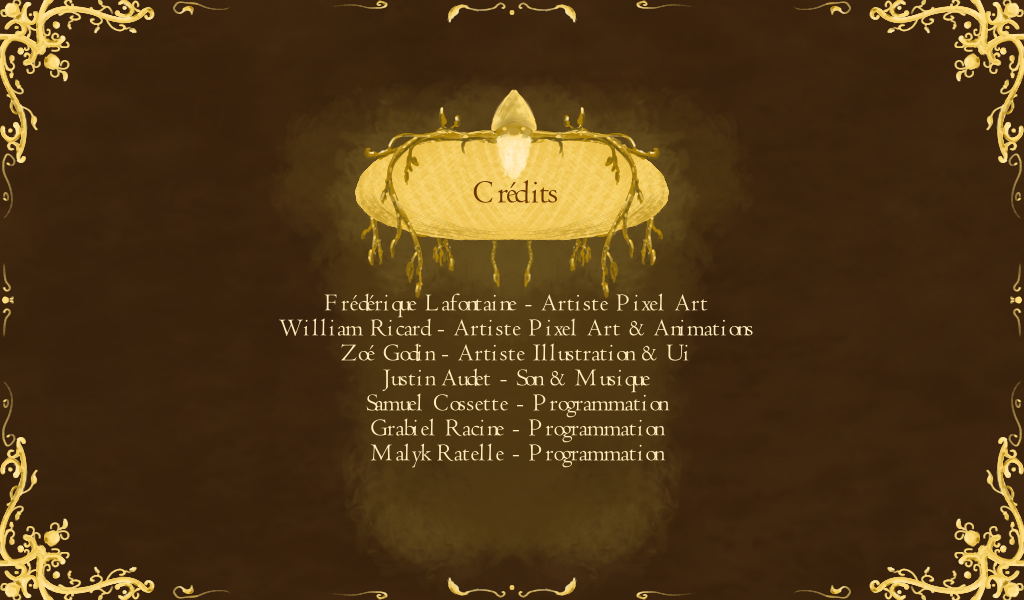 Crédits
Frédérique Lafontaine - Artiste Pixel Art
William Ricard - Artiste Pixel Art & Animations
Zoé Godin - Artiste Illustration & Ui
Justin Audet - Son & Musique
Samuel Cossette - Programmation
Grabiel Racine - Programmation
Malyk Ratelle - Programmation